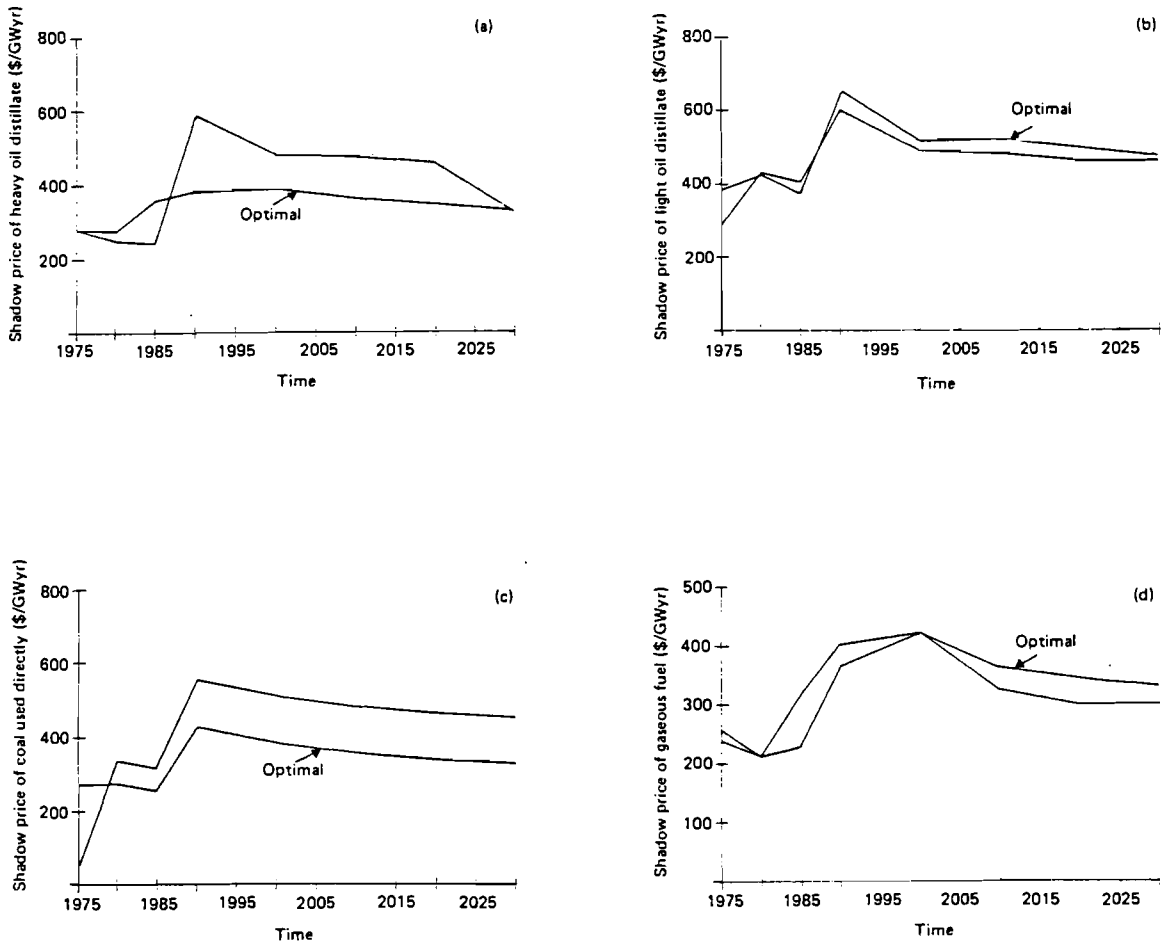 (a)
Shadow price of heavy oil distillate ($/GWyr)
800
600
400
200
Optimal
1975 1985 1995 2005 2015 2025
Time
(b)
Shadow price of light oil distillate ($/GWyr)
800
600
400
200
Optimal
1975 1985 1995 2005 2015 2025
Time
(c)
Shadow price of coal used directly ($/GWyr)
800
600
400
200
Optimal
1975 1985 1995 2005 2015 2025
Time
(d)
Shadow price of gaseous fuel ($/GWyr)
500
400
300
200
100
Optimal
1975 1985 1995 2005 2015 2025
Time